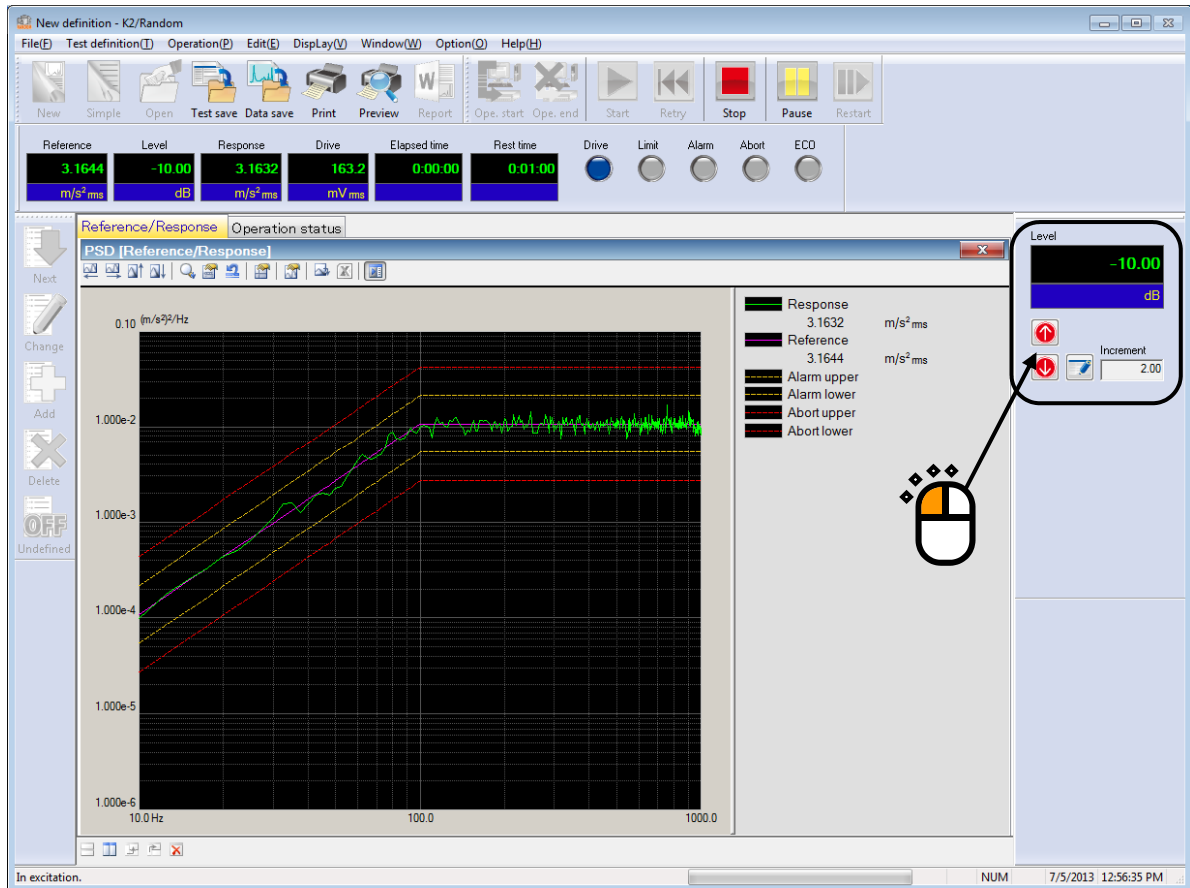 New definition - K2/Random
File(F) Test definition(T) Operation(P) Edit(E) DispLay(V) Window(W) Option(O) Help(H)
New Simple Open Test save Data save Print Preview Report Ope. start Ope. end Start Retry Stop Pause Restart
Reference Level Response Drive Elapsed time Rest time Drive Limit Alarm Abort ECO
3.1644 -10.00 3.1632 163.2 0:00:00 0:01:00
m/s² rms dB m/s² rms mV rms
Reference/Response Operation status
PSD [Reference/Response]
Next
Change
Add
Delete
OFF
Undefined
0.10 (m/s²)²/Hz
1.000e-2
1.000e-3
1.000e-4
1.000e-5
1.000e-6
10.0 Hz 100.0 1000.0
Response
3.1632 m/s² rms
Reference
3.1644 m/s² rms
Alarm upper
Alarm lower
Abort upper
Abort lower
Level
-10.00
dB
Increment
2.00
In excitation. NUM 7/5/2013 12:56:35 PM